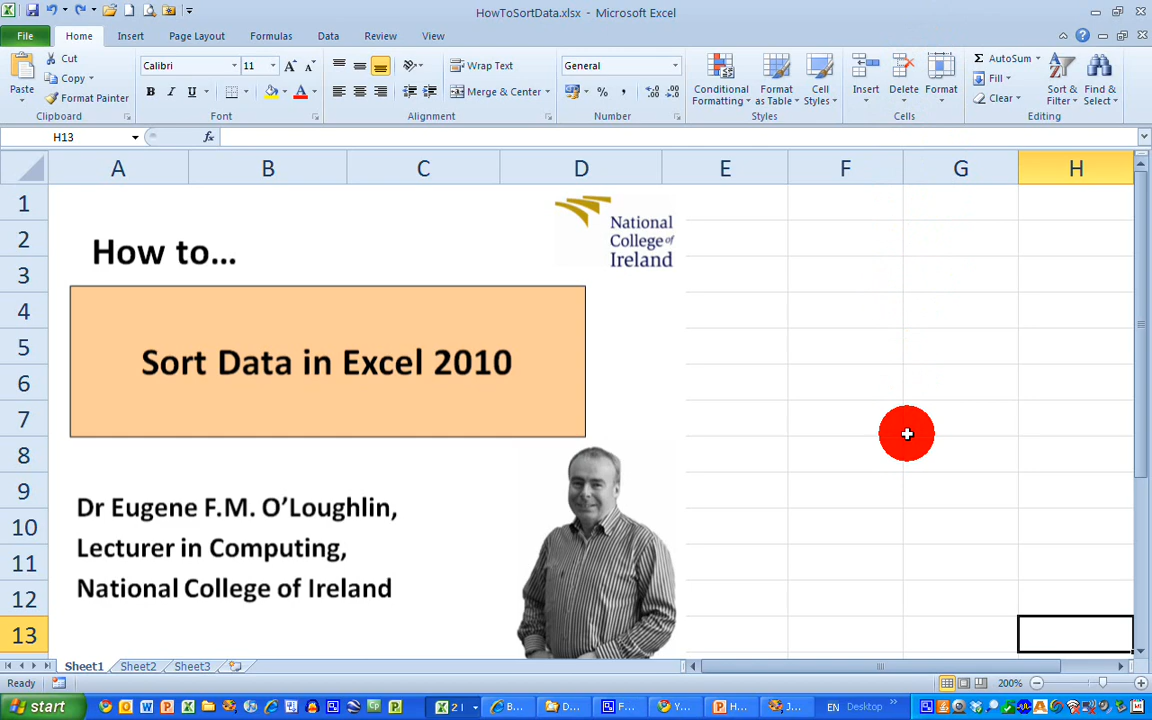 HowToSortData.xlsx - Microsoft Excel
File Home Insert Page Layout Formulas Data Review View
Cut
Copy
Format Painter
Paste
Clipboard
Calibri 11
B I U
Font
Wrap Text
Merge & Center
Alignment
General
% ,
Number
Conditional Formatting
Format as Table
Cell Styles
Styles
Insert Delete Format
Cells
Σ AutoSum
Fill
Clear
Sort & Filter
Find & Select
Editing
H13
fx
A B C D E F G H
1
2
3
4
5
6
7
8
9
10
11
12
13
National
College of
Ireland
How to...
Sort Data in Excel 2010
Dr Eugene F.M. O’Loughlin,
Lecturer in Computing,
National College of Ireland
Sheet1 Sheet2 Sheet3
Ready
200%
start
2
B...
D...
F...
Y...
H...
J...
EN Desktop